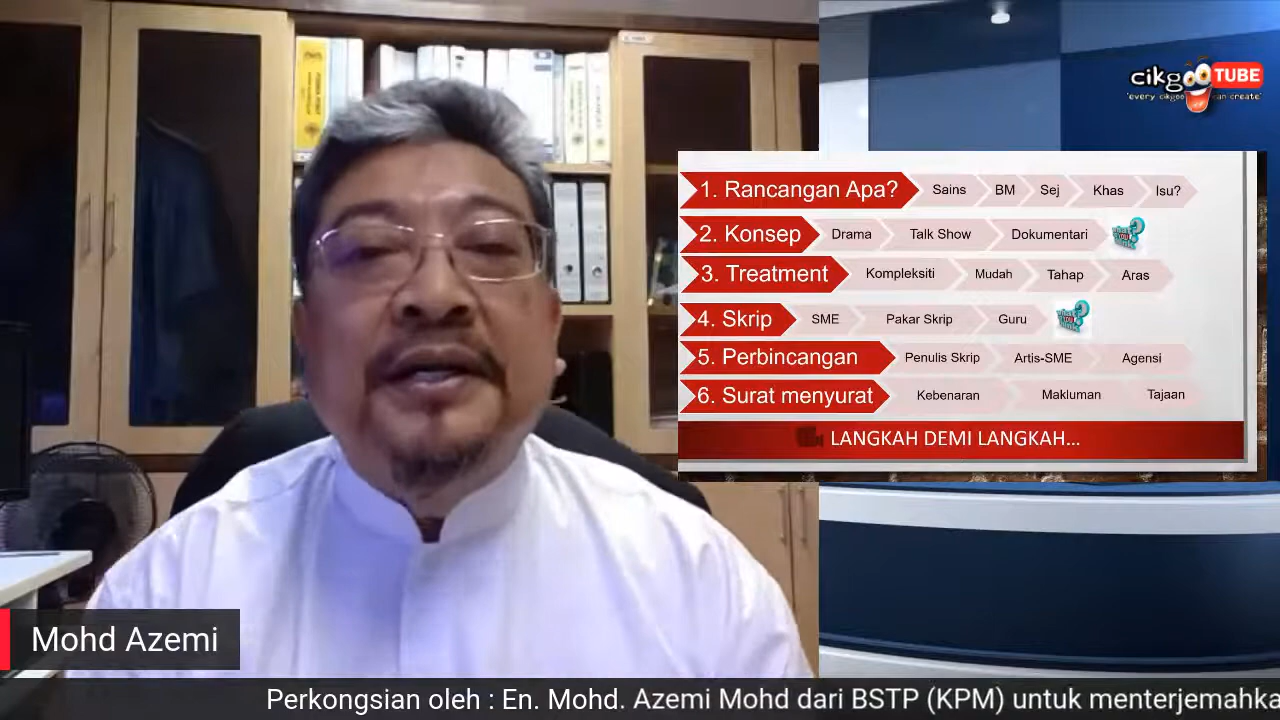 cikgooTUBE
'every cikgoo can create'
1. Rancangan Apa? Sains BM Sej Khas Isu?
2. Konsep Drama Talk Show Dokumentari
3. Treatment Kompleksiti Mudah Tahap Aras
4. Skrip SME Pakar Skrip Guru
5. Perbincangan Penulis Skrip Artis-SME Agensi
6. Surat menyurat Kebenaran Makluman Tajaan
LANGKAH DEMI LANGKAH...
Mohd Azemi
Perkongsian oleh : En. Mohd. Azemi Mohd dari BSTP (KPM) untuk menterjemahka